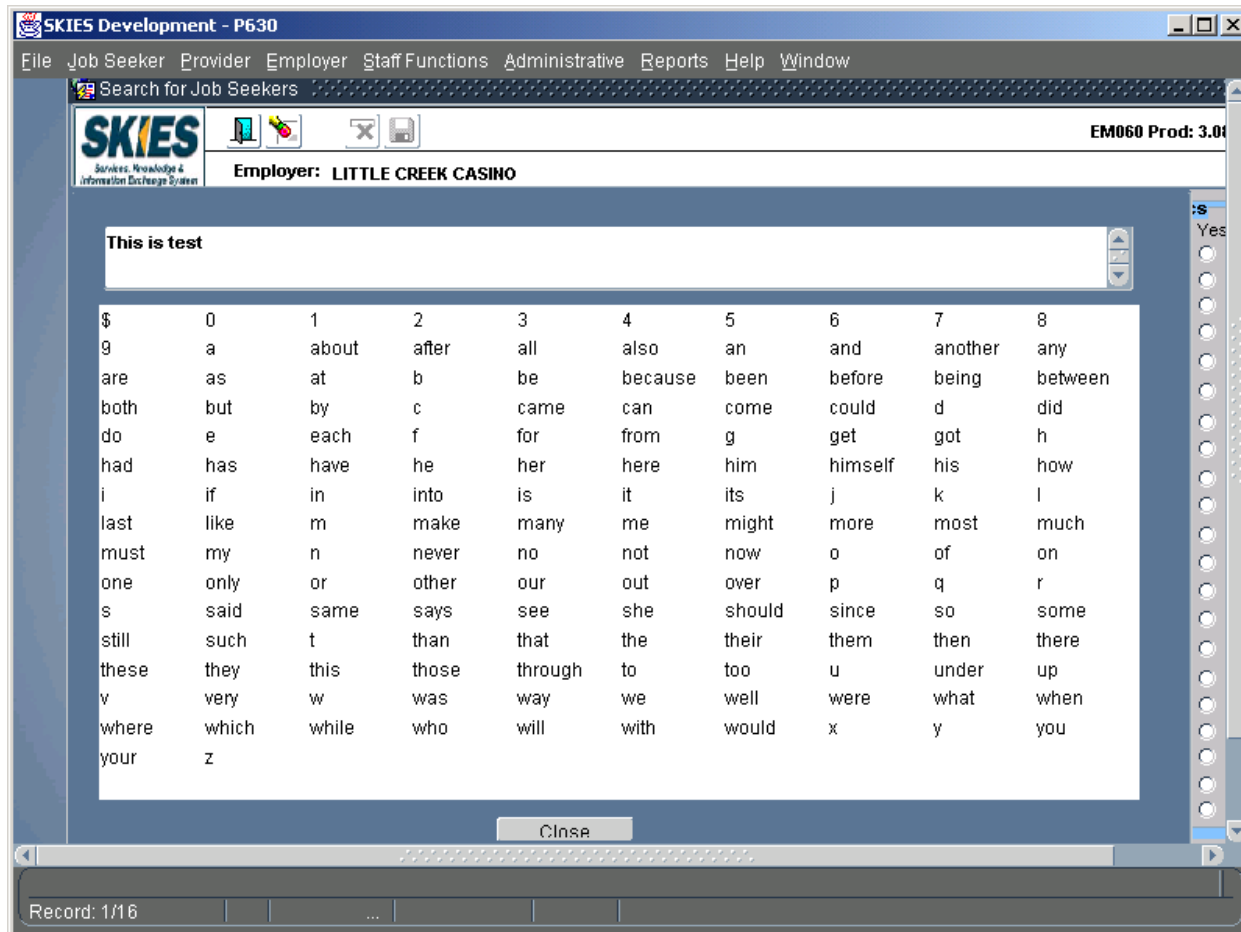 SKIES Development - P630
File Job Seeker Provider Employer Staff Functions Administrative Reports Help Window
Search for Job Seekers
SKIES
Services, Knowledge &
Information Exchange System
EM060 Prod: 3.08
Employer: LITTLE CREEK CASINO
Yes
This is test
$ 0 1 2 3 4 5 6 7 8
9 a about after all also an and another any
are as at b be because been before being between
both but by c came can come could d did
do e each f for from g get got h
had has have he her here him himself his how
i if in into is it its j k l
last like m make many me might more most much
must my n never no not now o of on
one only or other our out over p q r
s said same says see she should since so some
still such t than that the their them then there
these they this those through to too u under up
v very w was way we well were what when
where which while who will with would x y you
your z
Close
Record: 1/16 ...